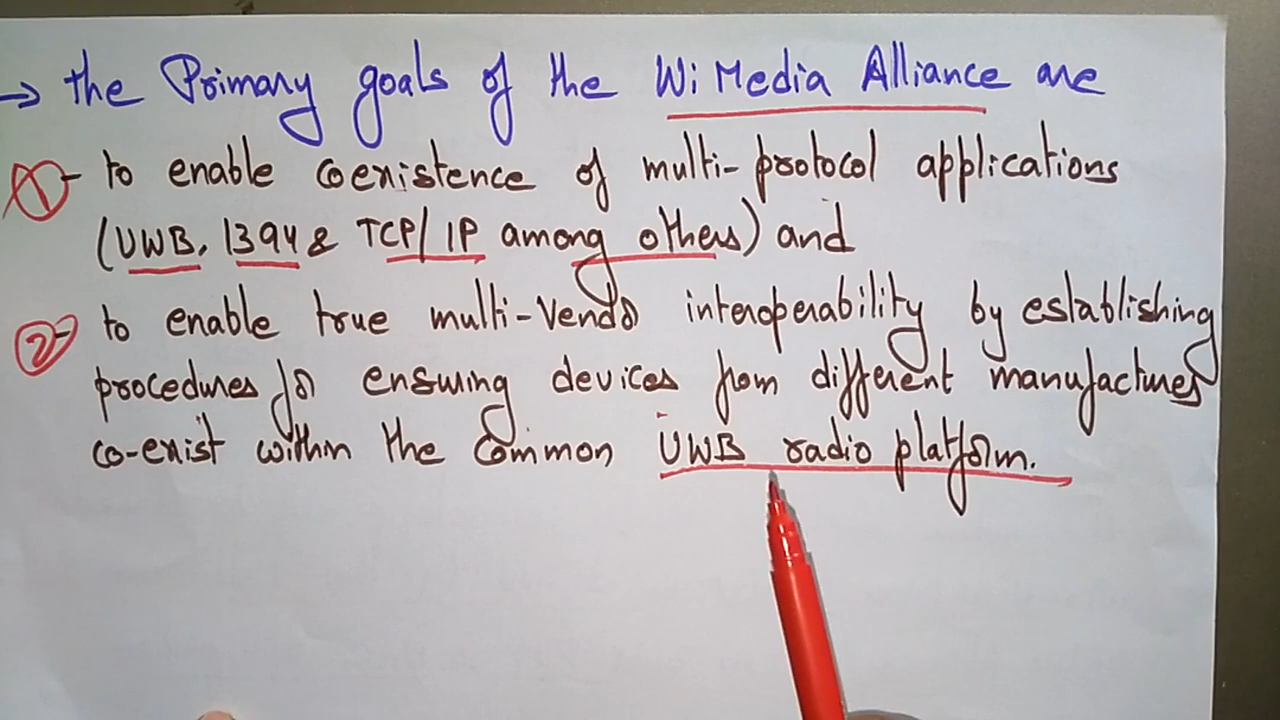 → the Primary goals of the Wi Media Alliance are
1 - to enable coexistence of multi-protocol applications
(UWB, 1394 & TCP/IP among others) and
2 - to enable true multi-Vendor interoperability by establishing
procedures for ensuring devices from different manufactures
co-exist within the Common UWB radio platform.